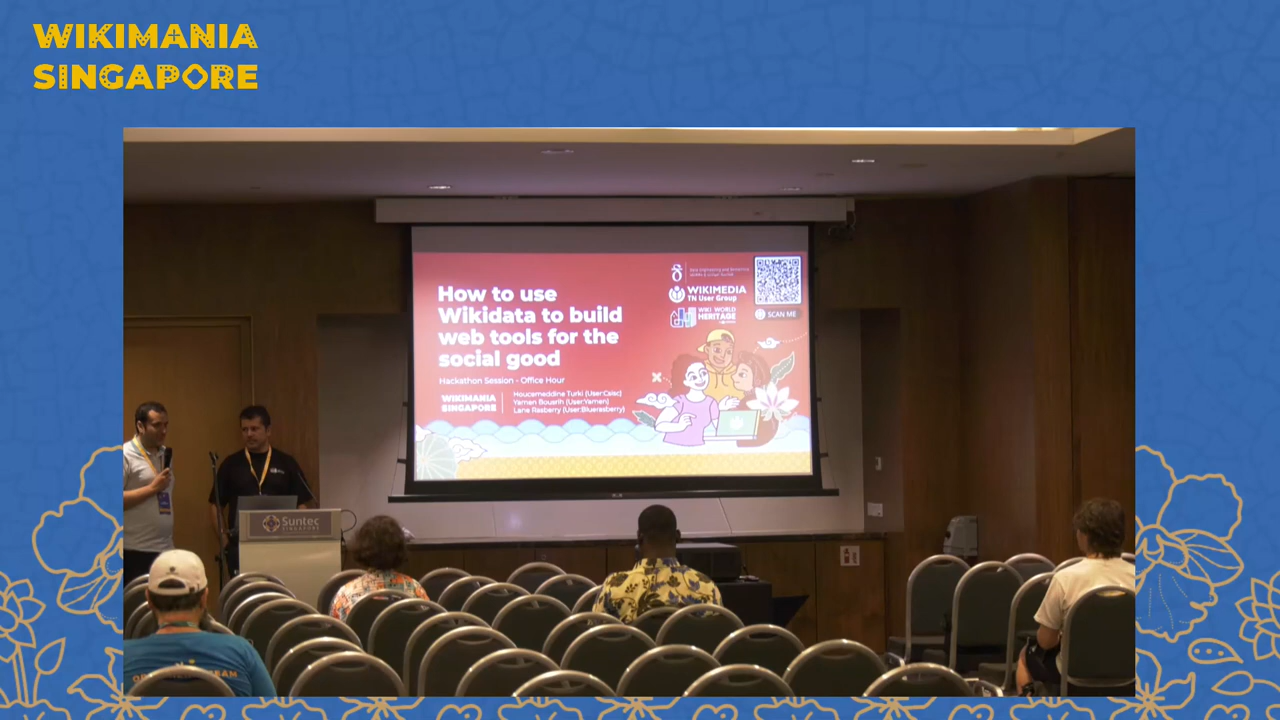 WIKIMANIA
SINGAPORE
WIKIMEDIA
TN User Group
WIKI WORLD
HERITAGE
SCAN ME
How to use
Wikidata to build
web tools for the
social good
Hackathon Session - Office Hour
WIKIMANIA
SINGAPORE
Houcemeddine Turki (User:Csisc)
Yamen Bousrih (User:Yamen)
Lane Rasberry (User:Bluerasberry)
Suntec
SINGAPORE